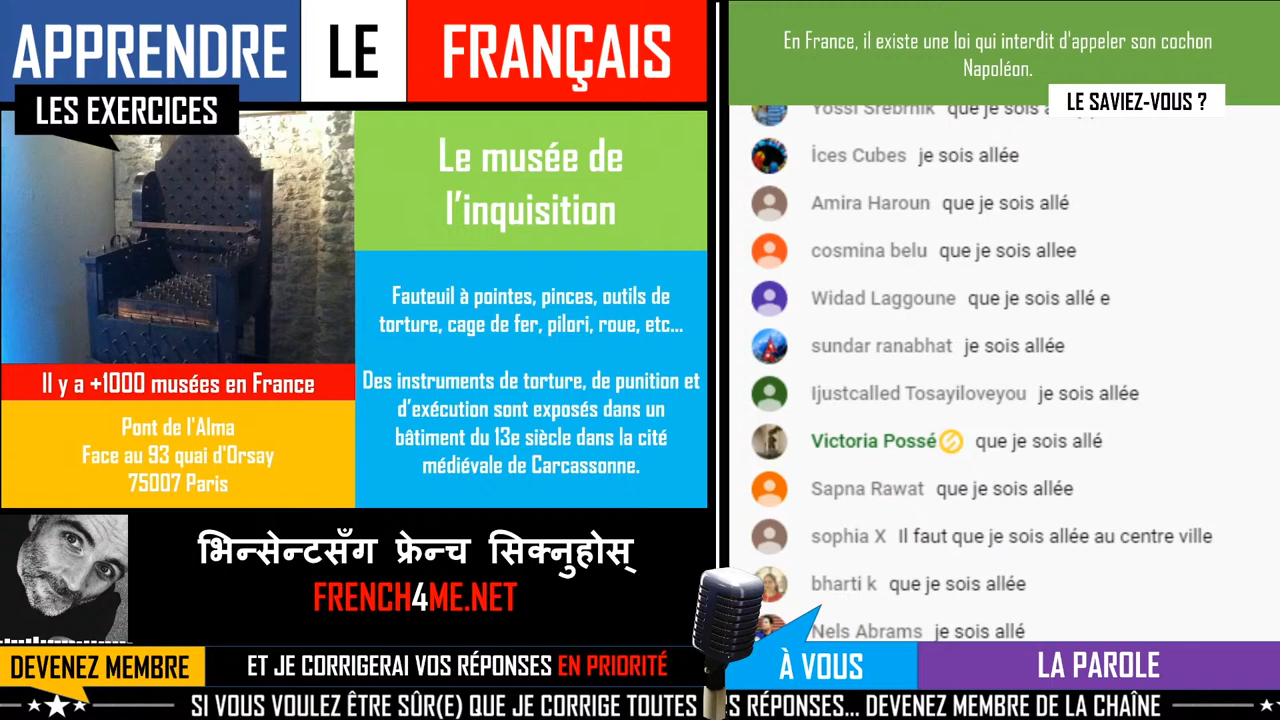 APPRENDRE LE FRANÇAIS
LES EXERCICES
Le musée de
l'inquisition
Fauteuil à pointes, pinces, outils de
torture, cage de fer, pilori, roue, etc...
Des instruments de torture, de punition et
d'exécution sont exposés dans un
bâtiment du 13e siècle dans la cité
médiévale de Carcassonne.
Il y a +1000 musées en France
Pont de l'Alma
Face au 93 quai d'Orsay
75007 Paris
भिन्सेन्टसँग फ्रेन्च सिक्नुहोस्
FRENCH4ME.NET
DEVENEZ MEMBRE
ET JE CORRIGERAI VOS RÉPONSES EN PRIORITÉ
En France, il existe une loi qui interdit d'appeler son cochon
Napoléon.
LE SAVIEZ-VOUS ?
Yossi Srebrnik que je sois
İces Cubes je sois allée
Amira Haroun que je sois allé
cosmina belu que je sois allee
Widad Laggoune que je sois allé e
sundar ranabhat je sois allée
Ijustcalled Tosayiloveyou je sois allée
Victoria Possé que je sois allé
Sapna Rawat que je sois allée
sophia X Il faut que je sois allée au centre ville
bharti k que je sois allée
Nels Abrams je sois allé
À VOUS
LA PAROLE
SI VOUS VOULEZ ÊTRE SÛR(E) QUE JE CORRIGE TOUTES RÉPONSES... DEVENEZ MEMBRE DE LA CHAÎNE